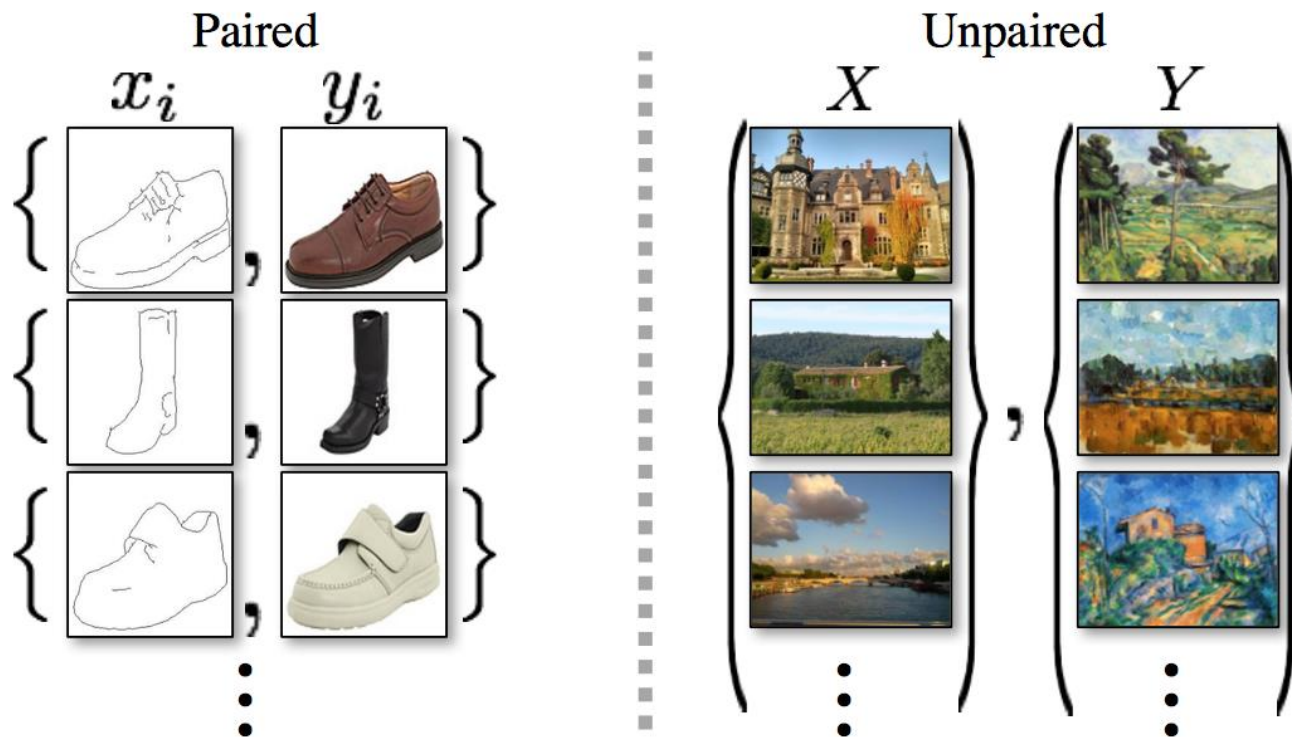 Paired
x_i y_i
{ , }
{ , }
{ , }
⋮
Unpaired
X Y
{ } , {
⋮ ⋮